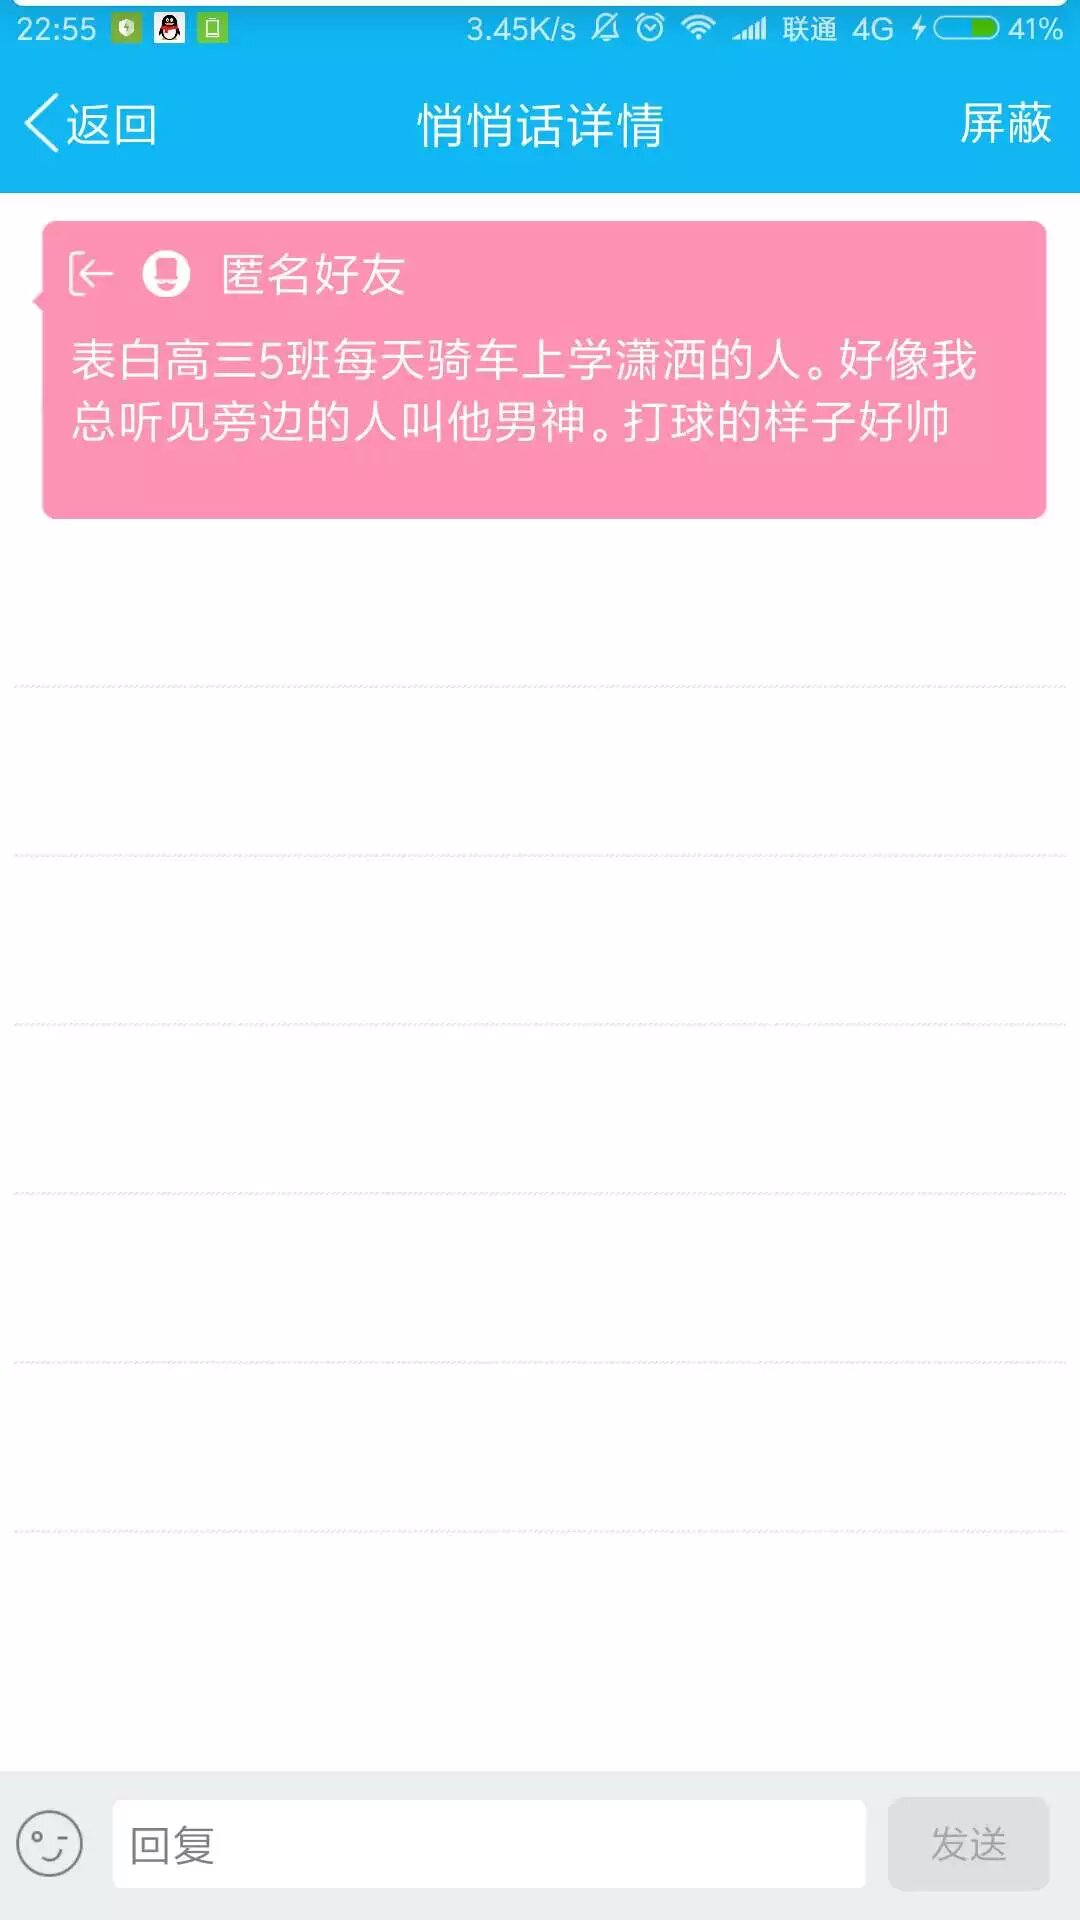 22:55 3.45K/s 联通 4G 41%
返回 悄悄话详情 屏蔽
匿名好友
表白高三5班每天骑车上学潇洒的人。好像我
总听见旁边的人叫他男神。打球的样子好帅
回复 发送